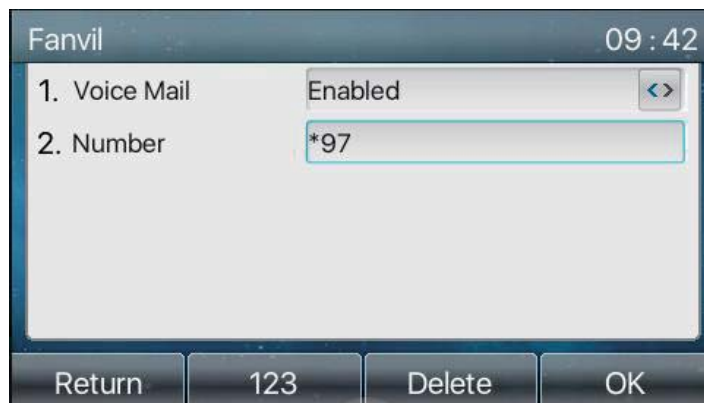 Fanvil 09 : 42
1. Voice Mail Enabled <>
2. Number *97
Return 123 Delete OK